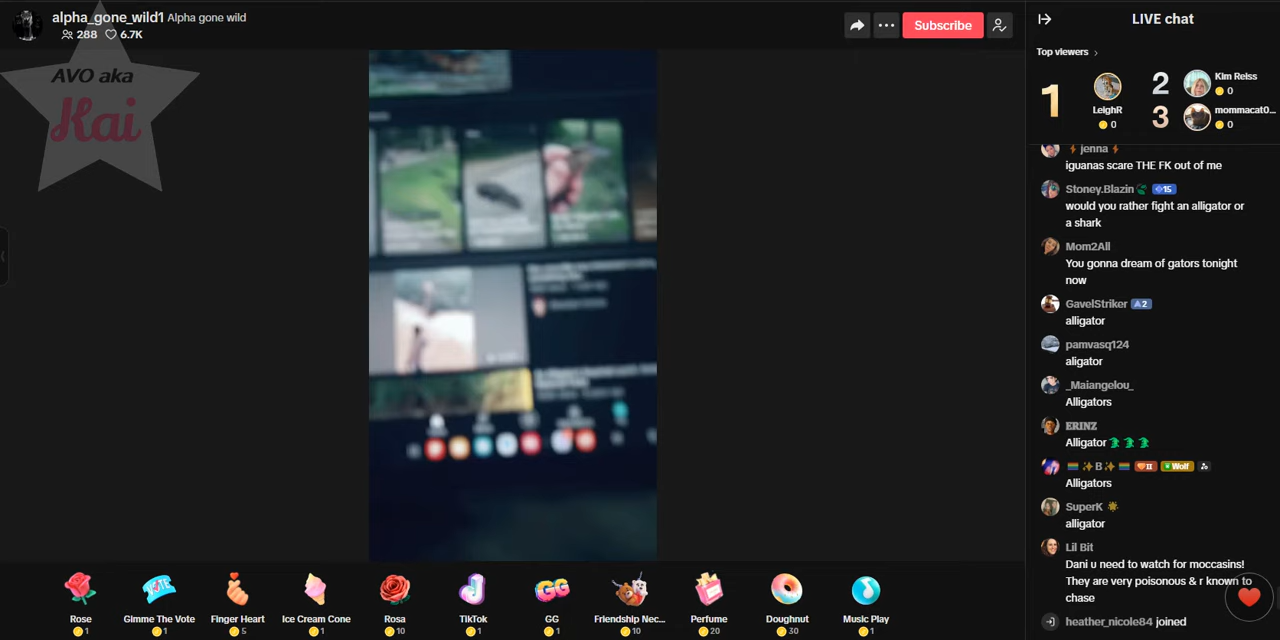 alpha_gone_wild1 Alpha gone wild
288 6.7K
Subscribe
AVO aka
Kai
LIVE chat
Top viewers
1
LeighR
0
2
Kim Reiss
0
3
mommacat0...
0
jenna
iguanas scare THE FK out of me
Stoney.Blazin 15
would you rather fight an alligator or
a shark
Mom2All
You gonna dream of gators tonight
now
GavelStriker A2
alligator
pamvasq124
aligator
_Maiangelou_
Alligators
ERINZ
Alligator
B II Wolf
Alligators
SuperK
alligator
Lil Bit
Dani u need to watch for moccasins!
They are very poisonous & r known to
chase
heather_nicole84 joined
VOTE
GG
Rose
Gimme The Vote
Finger Heart
Ice Cream Cone
Rosa
TikTok
GG
Friendship Nec...
Perfume
Doughnut
Music Play
1
1
5
1
10
1
1
10
20
30
1